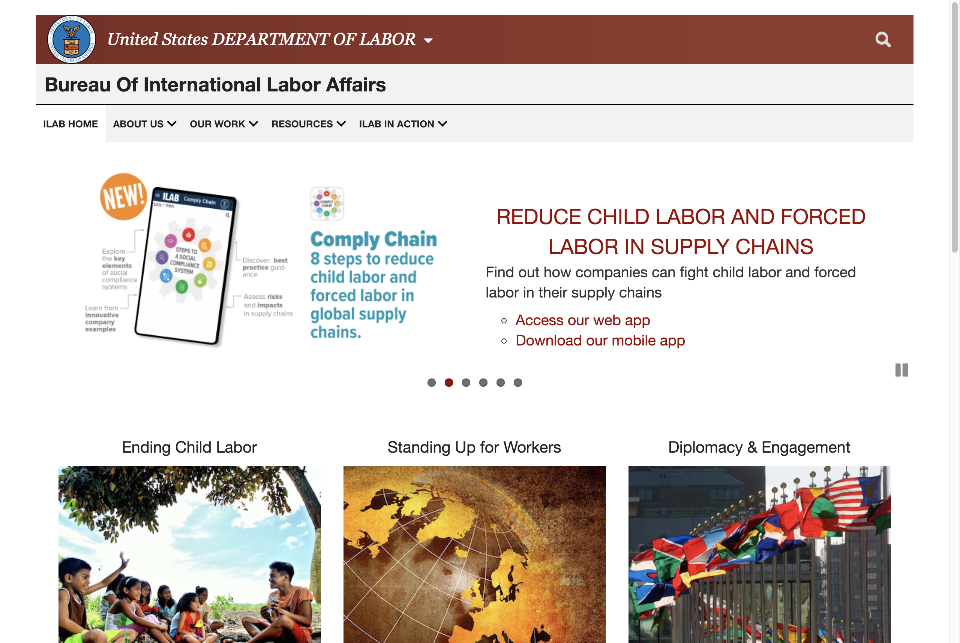 United States DEPARTMENT OF LABOR
Bureau Of International Labor Affairs
ILAB HOME ABOUT US OUR WORK RESOURCES ILAB IN ACTION
NEW!
ILAB Comply Chain
Steps
STEPS TO
A SOCIAL
COMPLIANCE
SYSTEM
Explore
the key
elements
of social
compliance
systems
Learn from
innovative
company
examples
Discover best
practice guid-
ance
Assess risks
and impacts
in supply chains
COMPLY
CHAIN
Comply Chain
8 steps to reduce
child labor and
forced labor in
global supply
chains.
REDUCE CHILD LABOR AND FORCED
LABOR IN SUPPLY CHAINS
Find out how companies can fight child labor and forced
labor in their supply chains
Access our web app
Download our mobile app
Ending Child Labor
Standing Up for Workers
Diplomacy & Engagement